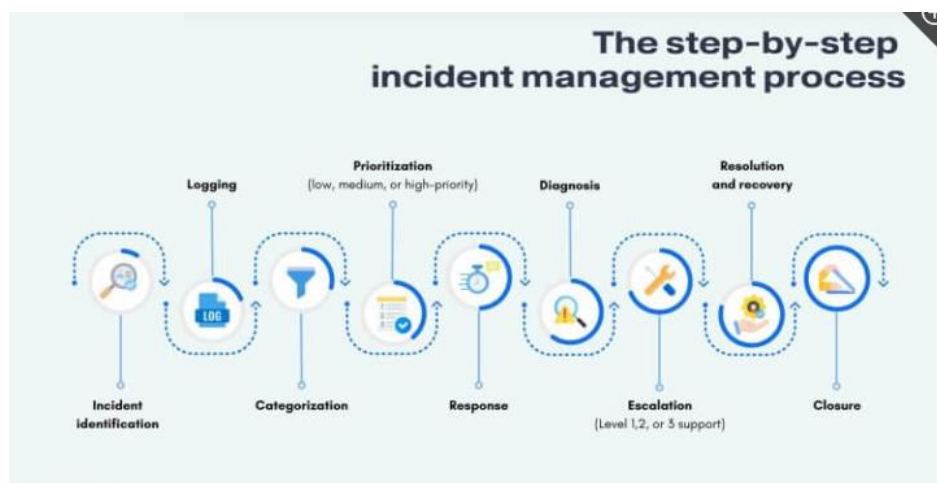 The step-by-step
incident management process
Prioritization
(low, medium, or high-priority)
Resolution
and recovery
Logging
Diagnosis
LOG
Incident
identification
Categorization
Response
Escalation
(Level 1,2, or 3 support)
Closure